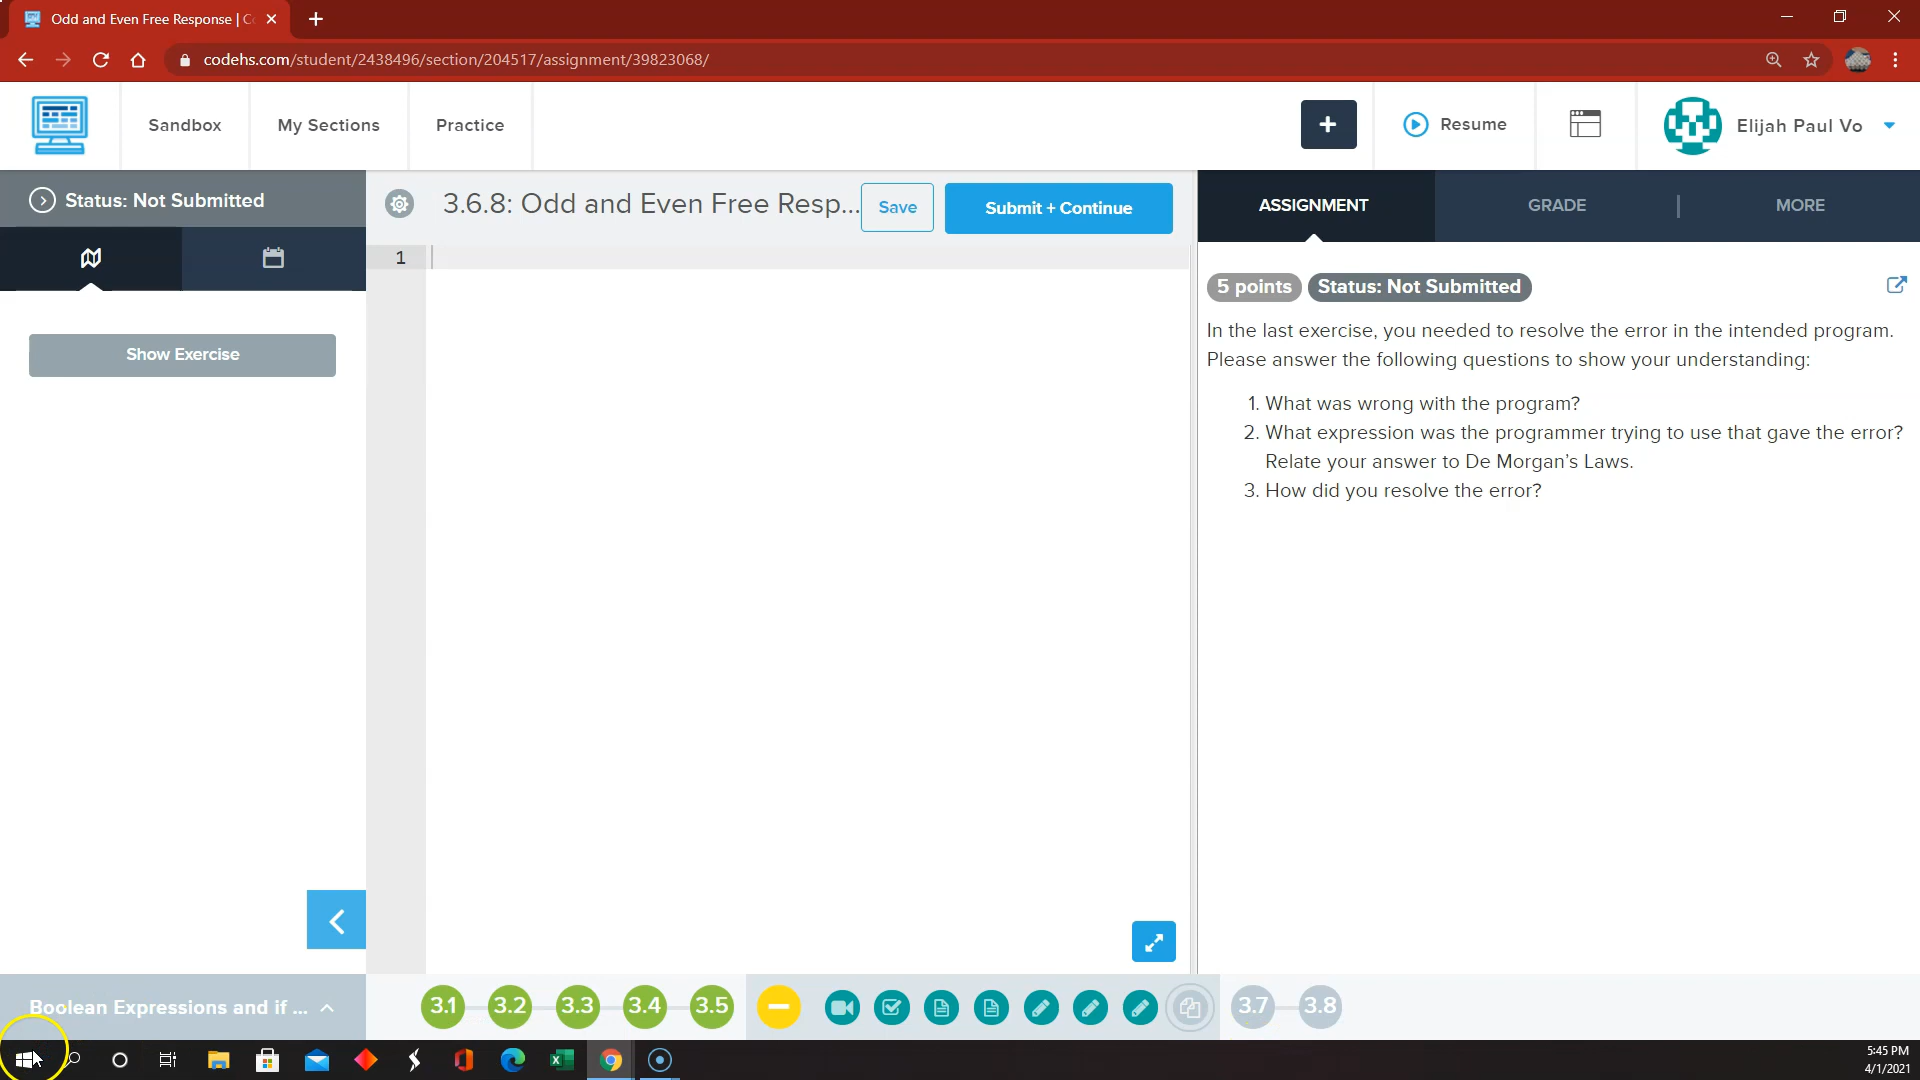 Odd and Even Free Response | C
codehs.com/student/2438496/section/204517/assignment/39823068/
Sandbox
My Sections
Practice
+
Resume
Elijah Paul Vo
Status: Not Submitted
3.6.8: Odd and Even Free Resp...
Save
Submit + Continue
ASSIGNMENT
GRADE
MORE
1
Show Exercise
5 points
Status: Not Submitted
In the last exercise, you needed to resolve the error in the intended program.
Please answer the following questions to show your understanding:
1. What was wrong with the program?
2. What expression was the programmer trying to use that gave the error?
Relate your answer to De Morgan's Laws.
3. How did you resolve the error?
Boolean Expressions and if ...
3.1
3.2
3.3
3.4
3.5
3.7
3.8
5:45 PM
4/1/2021